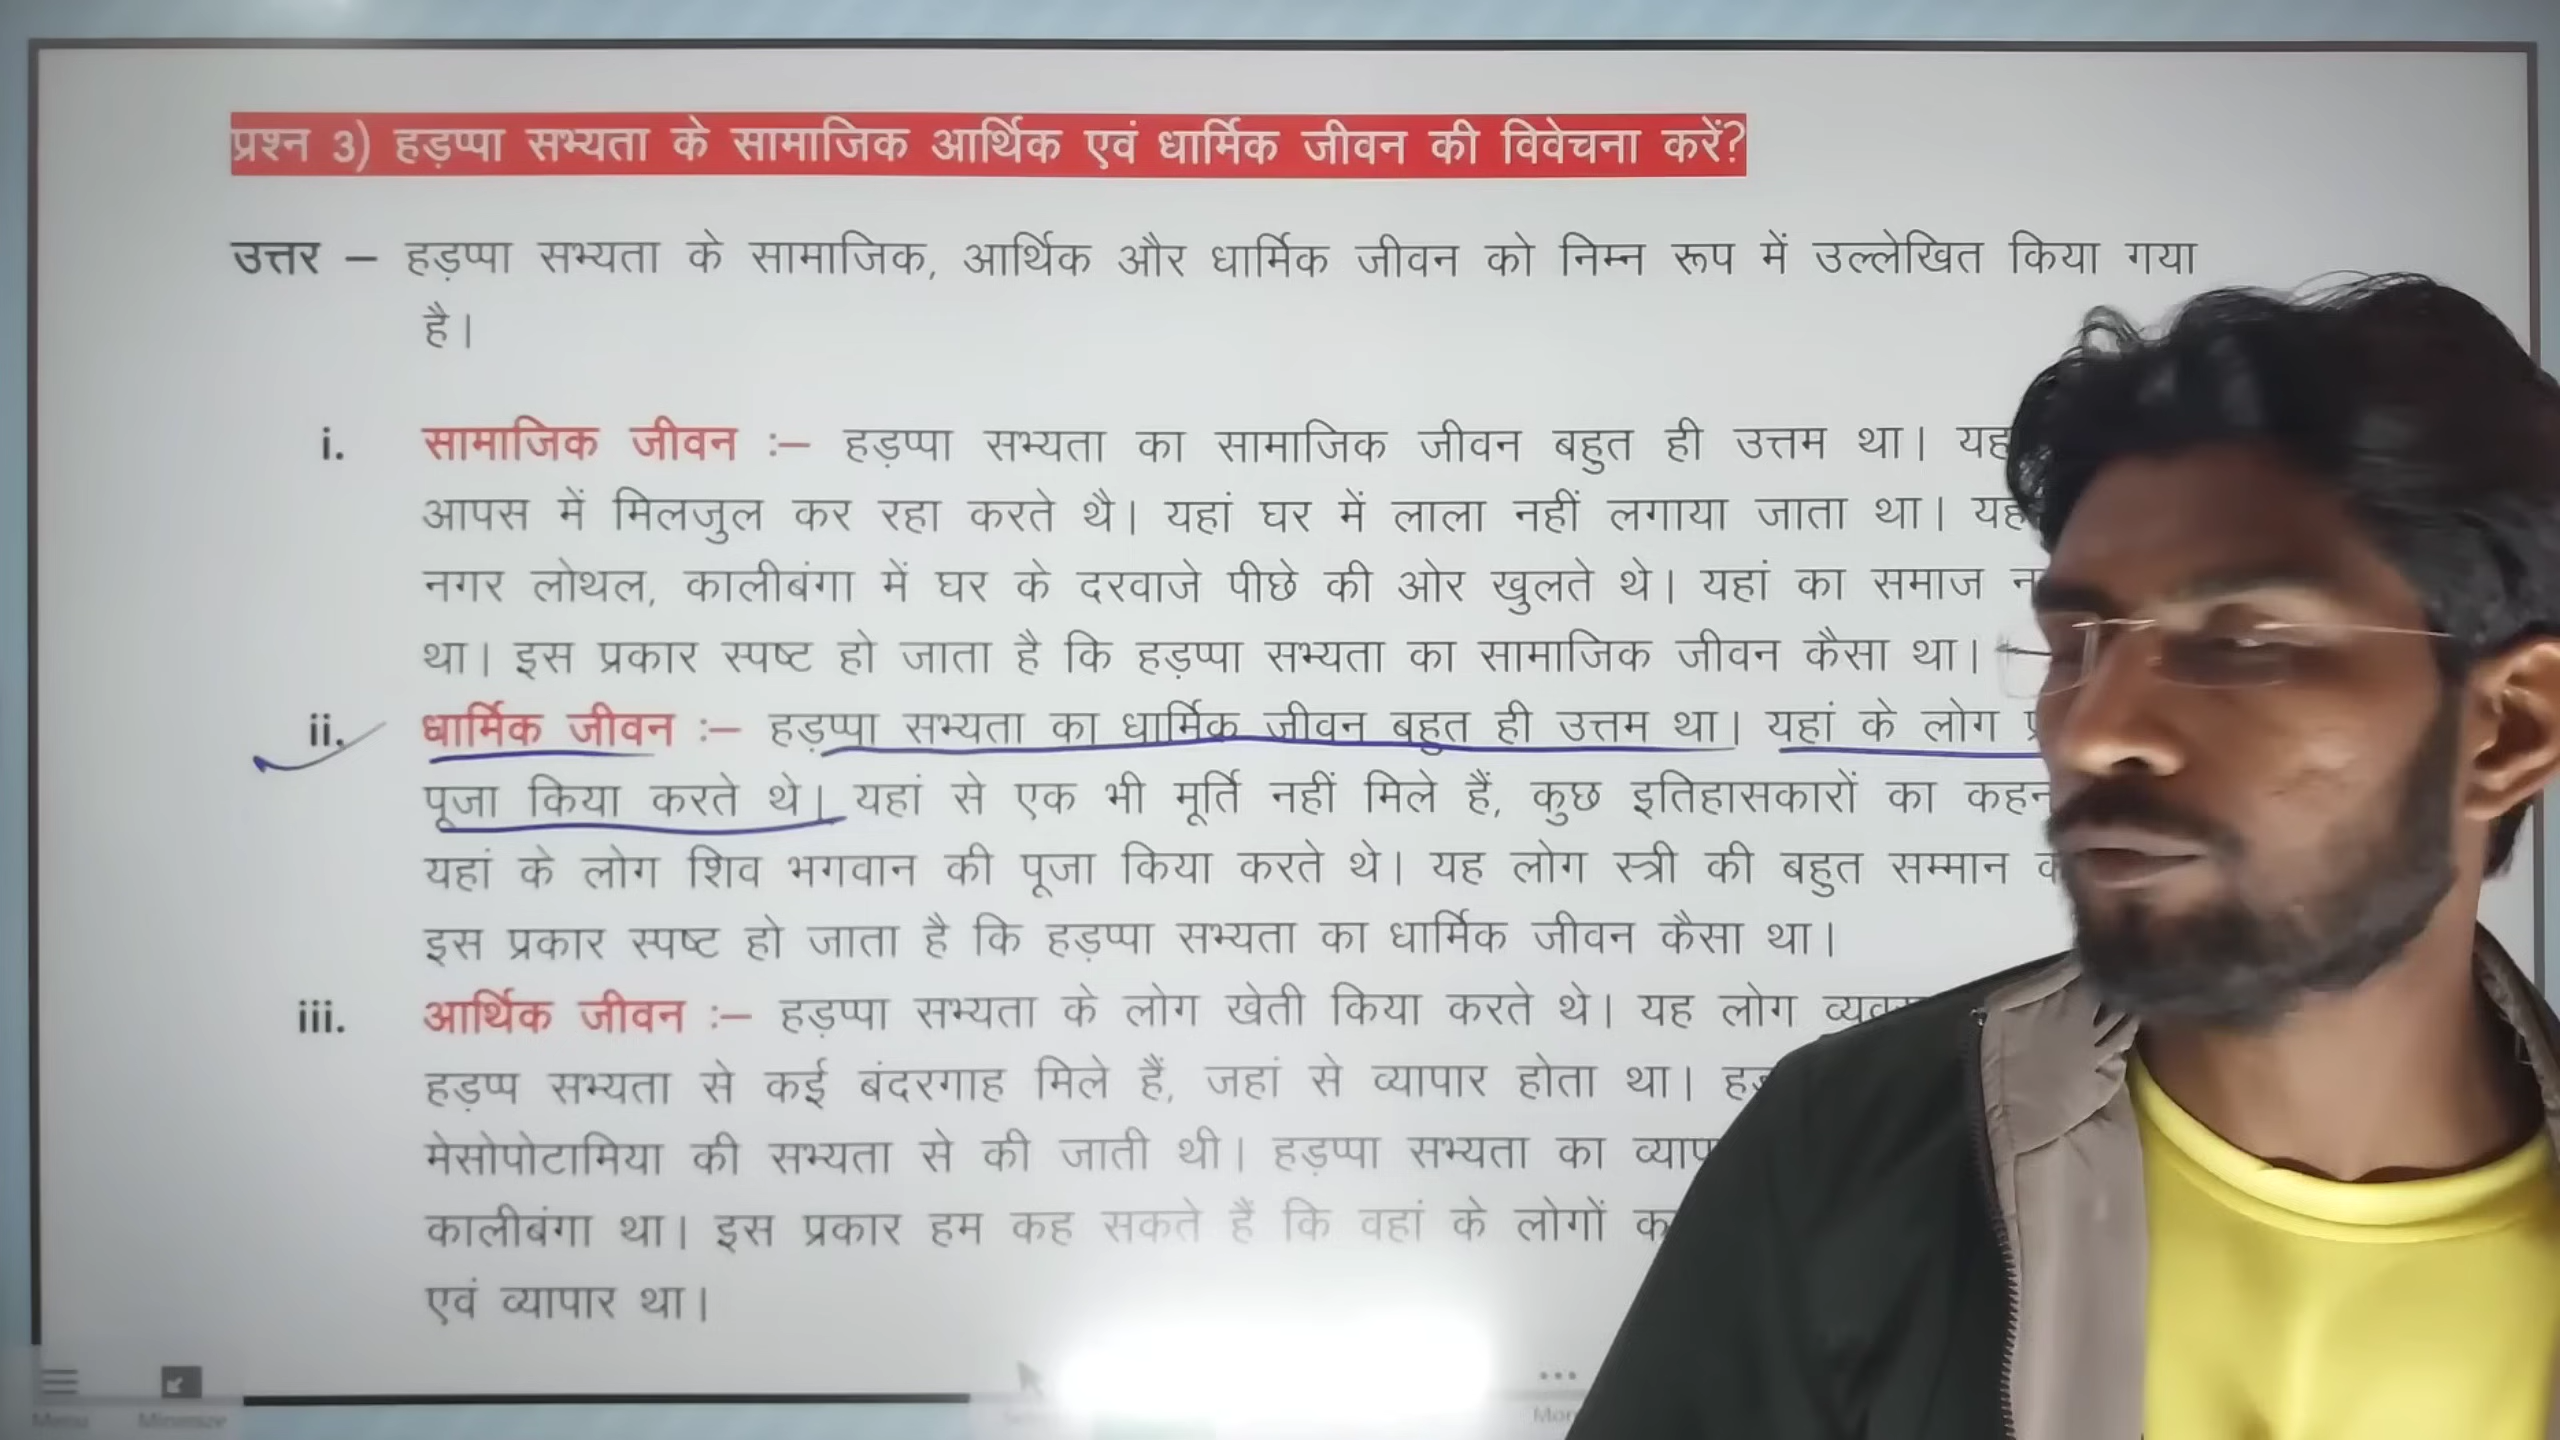 प्रश्न 3) हड़प्पा सभ्यता के सामाजिक आर्थिक एवं धार्मिक जीवन की विवेचना करें?
उत्तर – हड़प्पा सभ्यता के सामाजिक, आर्थिक और धार्मिक जीवन को निम्न रूप में उल्लेखित किया गया
है।
i. सामाजिक जीवन :– हड़प्पा सभ्यता का सामाजिक जीवन बहुत ही उत्तम था। यह
आपस में मिलजुल कर रहा करते थै। यहां घर में लाला नहीं लगाया जाता था।
नगर लोथल, कालीबंगा में घर के दरवाजे पीछे की ओर खुलते थे। यहां का समाज
था। इस प्रकार स्पष्ट हो जाता है कि हड़प्पा सभ्यता का सामाजिक जीवन कैसा था।
ii. धार्मिक जीवन :– हड़प्पा सभ्यता का धार्मिक जीवन बहुत ही उत्तम था। यहां के लोग
पूजा किया करते थे। यहां से एक भी मूर्ति नहीं मिले हैं, कुछ इतिहासकारों का
यहां के लोग शिव भगवान की पूजा किया करते थे। यह लोग स्त्री की बहुत सम्मान
इस प्रकार स्पष्ट हो जाता है कि हड़प्पा सभ्यता का धार्मिक जीवन कैसा था।
iii. आर्थिक जीवन :– हड़प्पा सभ्यता के लोग खेती किया करते थे। यह लोग
हड़प्प सभ्यता से कई बंदरगाह मिले हैं, जहां से व्यापार होता था।
मेसोपोटामिया की सभ्यता से की जाती थी। हड़प्पा सभ्यता का
कालीबंगा था। इस प्रकार हम कह सकते हैं कि वहां के लोगों
एवं व्यापार था।
Menu Minimize